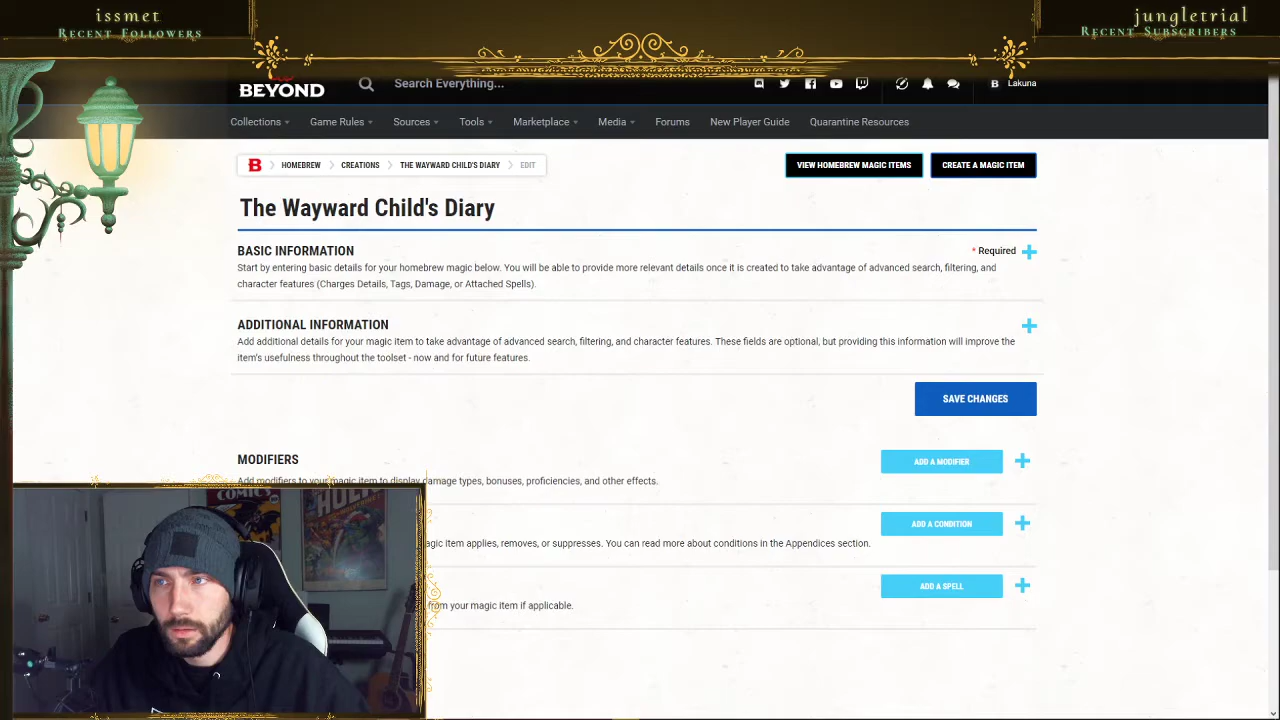 issmet
Recent Followers
jungletrial
Recent Subscribers
BEYOND
Search Everything...
B Lakuna
Collections
Game Rules
Sources
Tools
Marketplace
Media
Forums
New Player Guide
Quarantine Resources
B HOMEBREW CREATIONS THE WAYWARD CHILD'S DIARY EDIT
VIEW HOMEBREW MAGIC ITEMS
CREATE A MAGIC ITEM
The Wayward Child's Diary
BASIC INFORMATION
* Required
Start by entering basic details for your homebrew magic below. You will be able to provide more relevant details once it is created to take advantage of advanced search, filtering, and
character features (Charges Details, Tags, Damage, or Attached Spells).
ADDITIONAL INFORMATION
Add additional details for your magic item to take advantage of advanced search, filtering, and character features. These fields are optional, but providing this information will improve the
item's usefulness throughout the toolset - now and for future features.
SAVE CHANGES
MODIFIERS
ADD A MODIFIER
Add modifiers to your magic item to display damage types, bonuses, proficiencies, and other effects.
ADD A CONDITION
agic item applies, removes, or suppresses. You can read more about conditions in the Appendices section.
ADD A SPELL
from your magic item if applicable.
COMICS
HULK